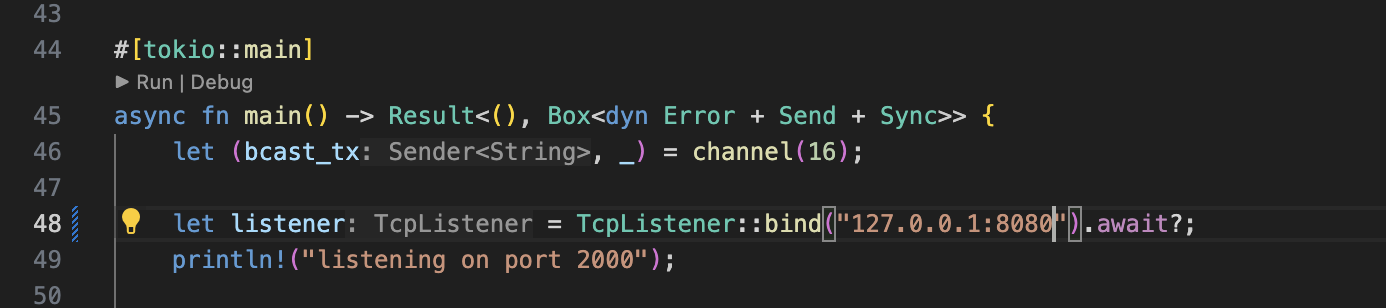 43
44 #[tokio::main]
▶ Run | Debug
45 async fn main() -> Result<(), Box<dyn Error + Send + Sync>> {
46 let (bcast_tx: Sender<String>, _) = channel(16);
47
48 let listener: TcpListener = TcpListener::bind("127.0.0.1:8080").await?;
49 println!("listening on port 2000");
50